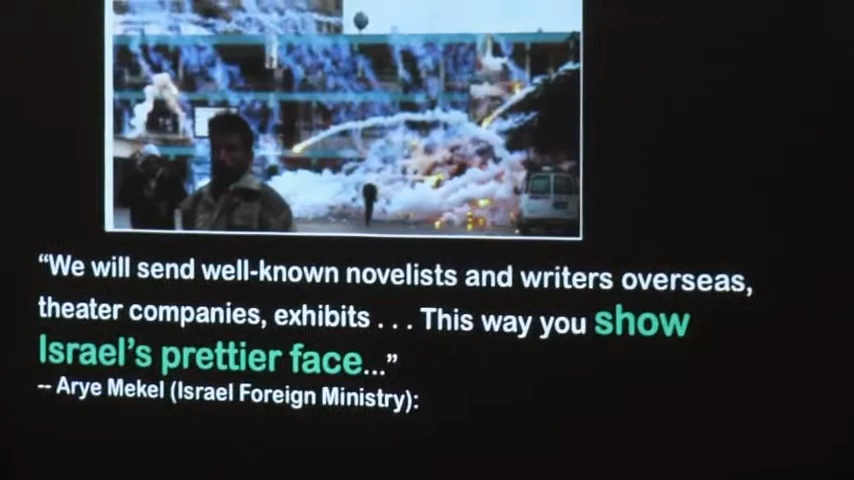 “We will send well-known novelists and writers overseas,
theater companies, exhibits . . . This way you show
Israel’s prettier face...”
-- Arye Mekel (Israel Foreign Ministry):